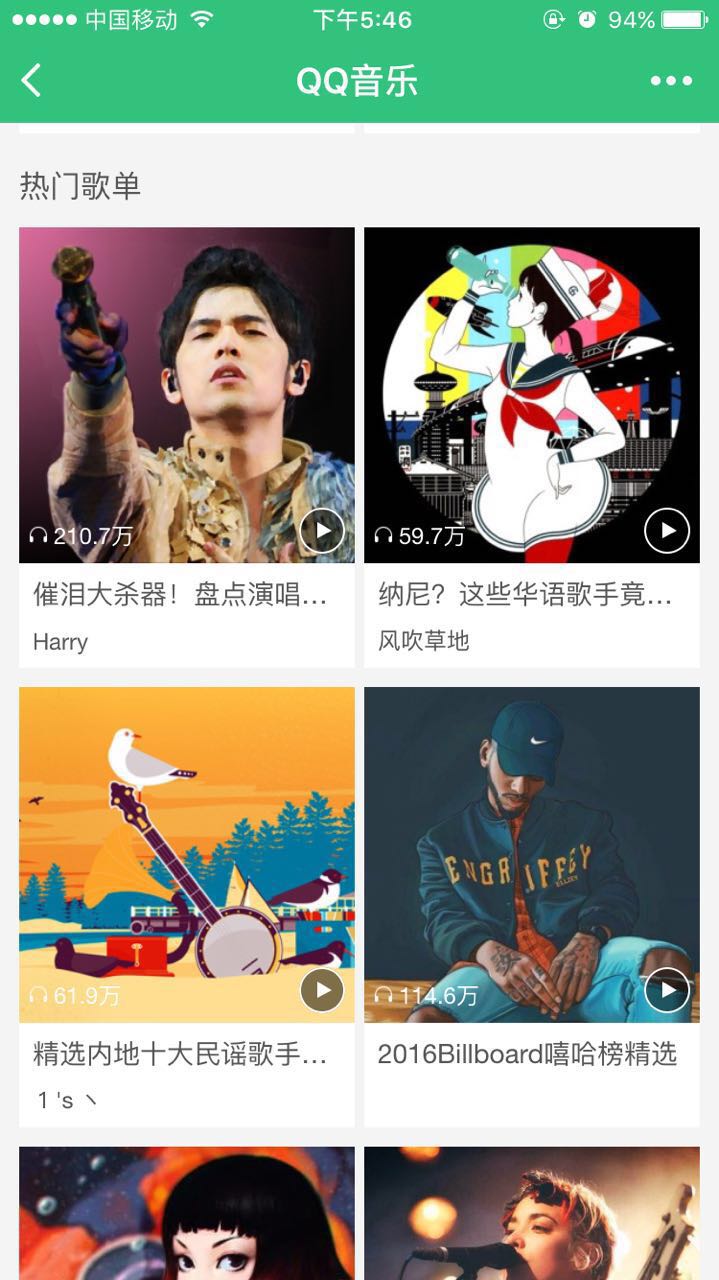 中国移动
下午5:46
94%
QQ音乐
热门歌单
210.7万
59.7万
催泪大杀器！盘点演唱…
纳尼？这些华语歌手竟…
Harry
风吹草地
ENGR IFFEY
61.9万
114.6万
精选内地十大民谣歌手…
2016Billboard嘻哈榜精选
1 's ヽ